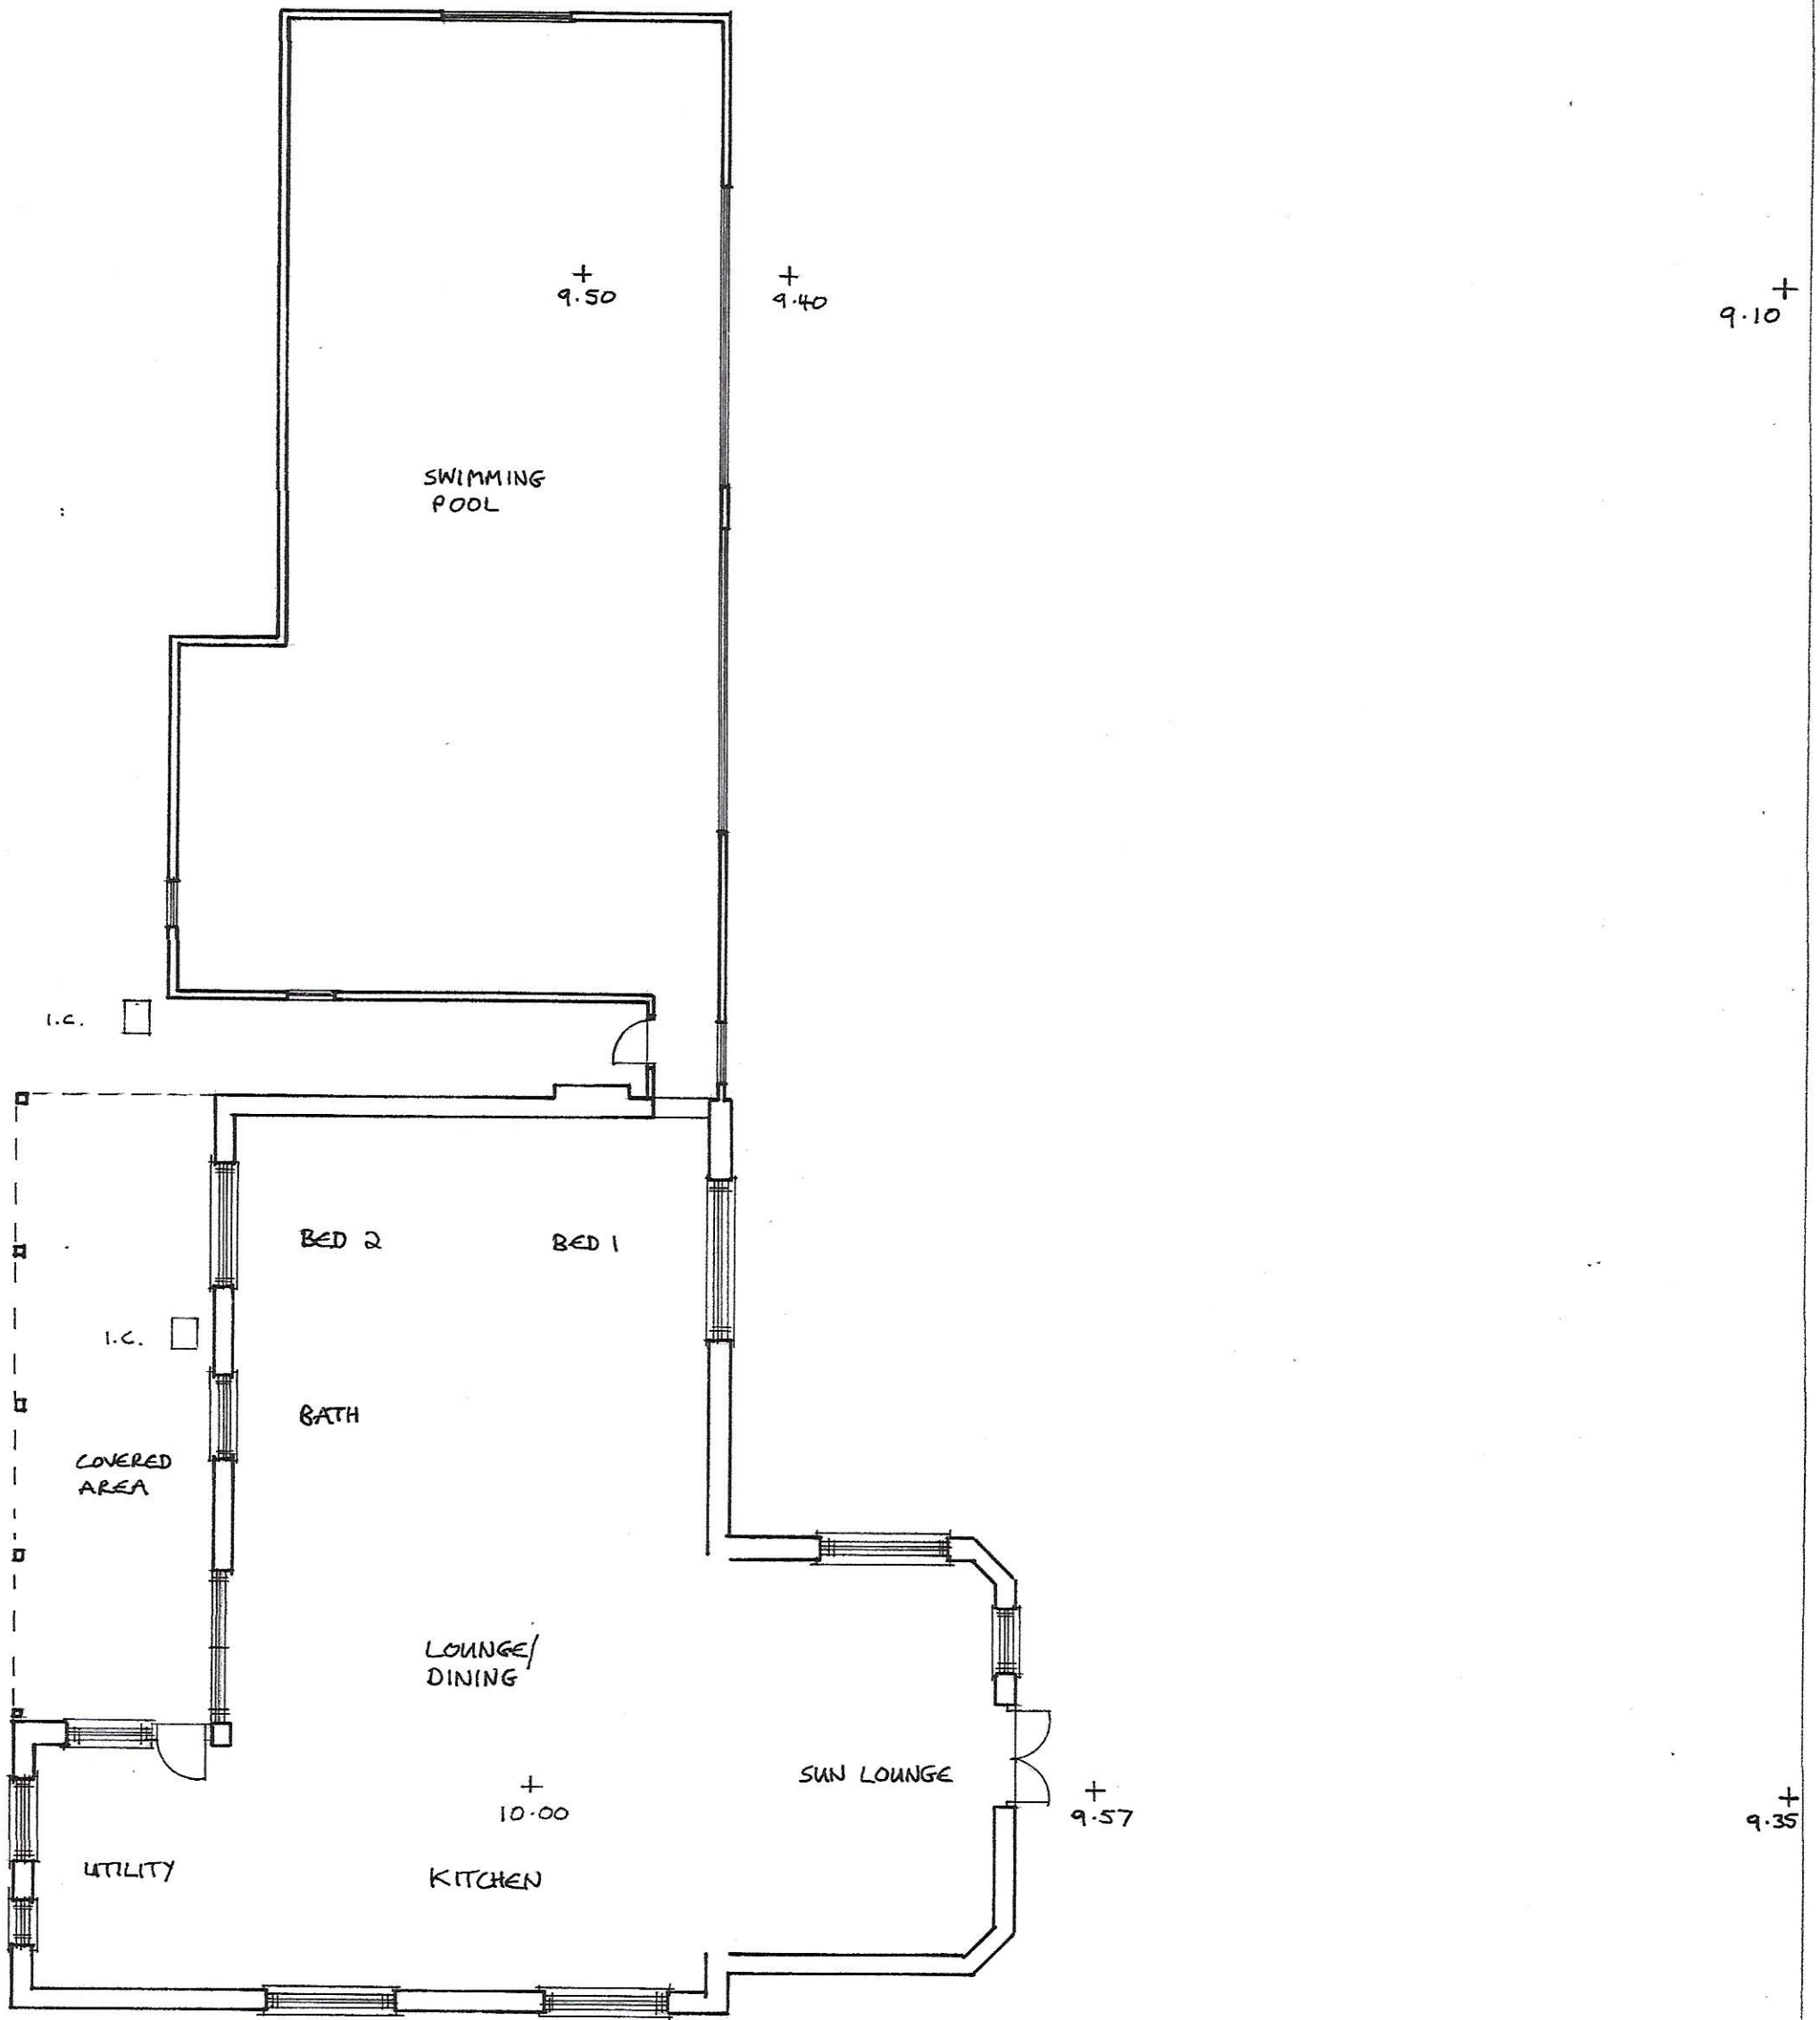 9.50
9.40
9.10
SWIMMING
POOL
I.C.
BED 2
BED 1
I.C.
BATH
COVERED
AREA
LOUNGE/
DINING
SUN LOUNGE
10.00
9.57
9.35
UTILITY
KITCHEN